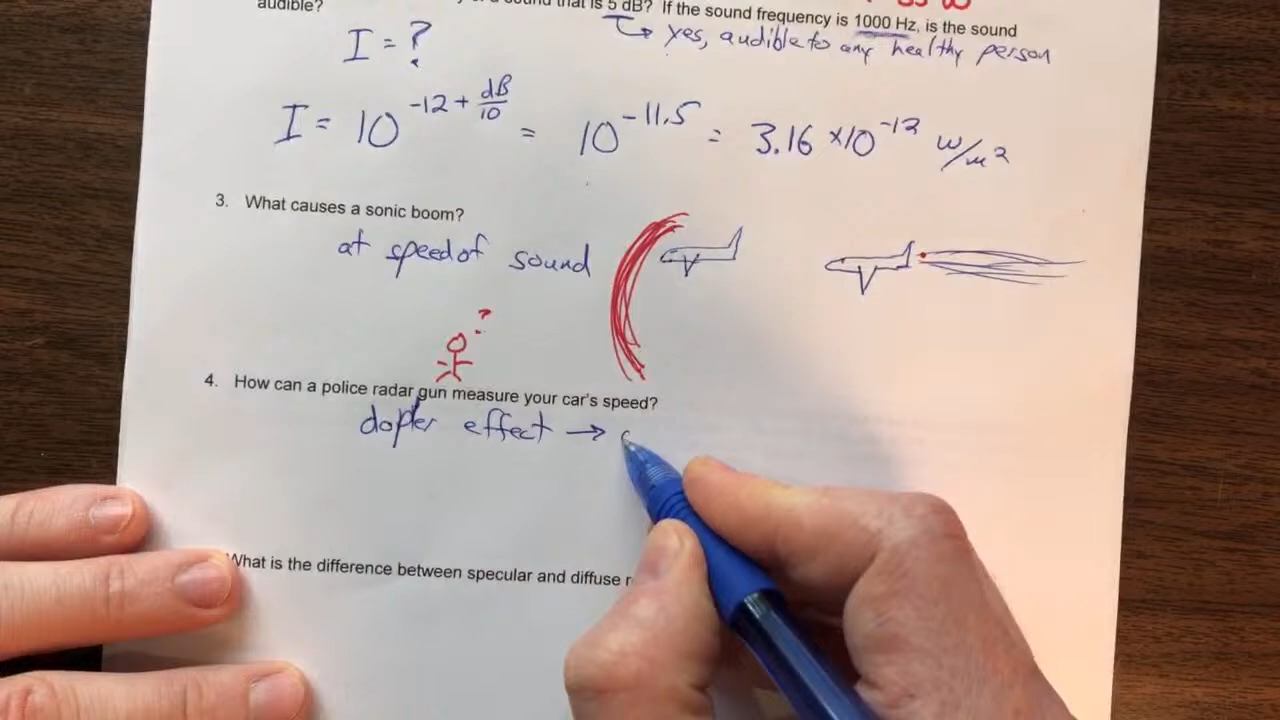 sound that is 5 dB? If the sound frequency is 1000 Hz, is the sound
audible?
↳ yes, audible to any healthy person
I = ?
I = 10^(-12 + dB/10) = 10^(-11.5) = 3.16 ×10^(-12) W/m²
3. What causes a sonic boom?
at speed of sound
?
4. How can a police radar gun measure your car's speed?
dopler effect →
What is the difference between specular and diffuse r